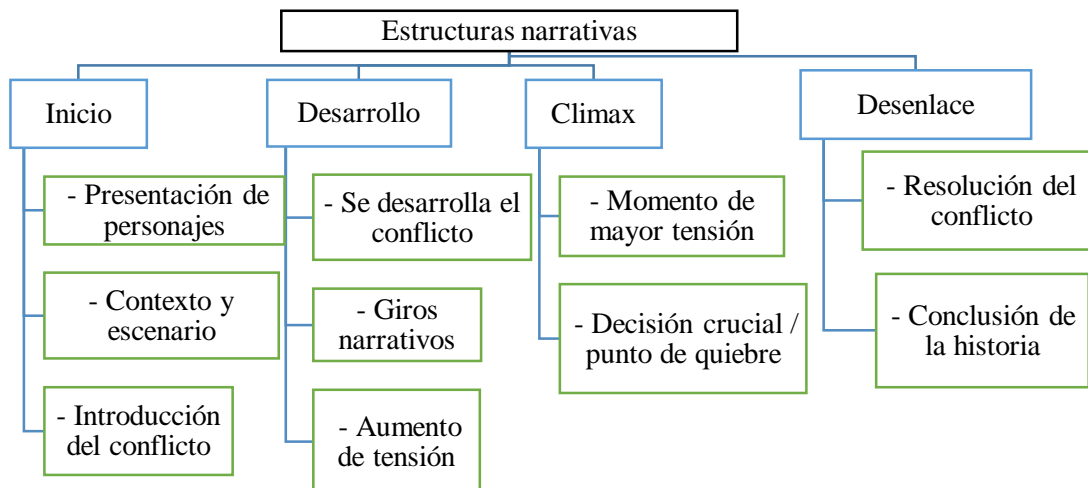 Estructuras narrativas
Inicio
- Presentación de
personajes
- Contexto y
escenario
- Introducción
del conflicto
Desarrollo
- Se desarrolla el
conflicto
- Giros
narrativos
- Aumento
de tensión
Climax
- Momento de
mayor tensión
- Decisión crucial /
punto de quiebre
Desenlace
- Resolución del
conflicto
- Conclusión de
la historia